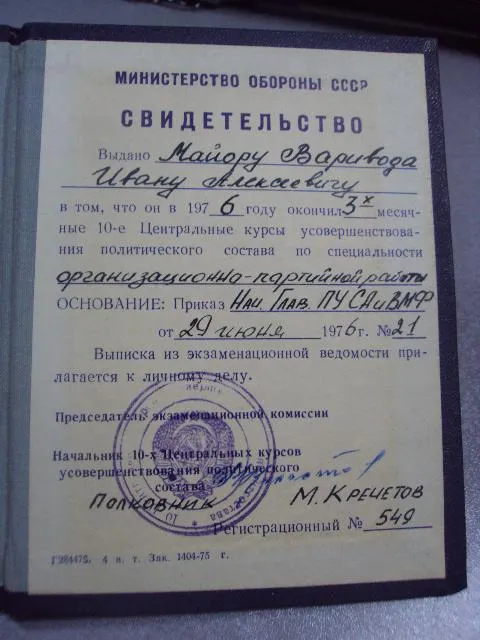 МИНИСТЕРСТВО ОБОРОНЫ СССР
СВИДЕТЕЛЬСТВО
Выдано Майору Варивода
Ивану Алексеевичу
в том, что он в 1976 году окончил 3х месяч-
ные 10-е Центральные курсы усовершенствова-
ния политического состава по специальности
организационно-партийной работы
ОСНОВАНИЕ: Приказ Нач. Глав. ПУ СА и ВМФ
от 29 июня 1976 г. № 21
Выписка из экзаменационной ведомости при-
лагается к личному делу.
Председатель экзаменационной комиссии
Начальник 10-х Центральных курсов
усовершенствования политического
состава
Полковник М. Кречетов
Регистрационный № 549
Г284475. 4 в. т. Зак. 1404-75 г.